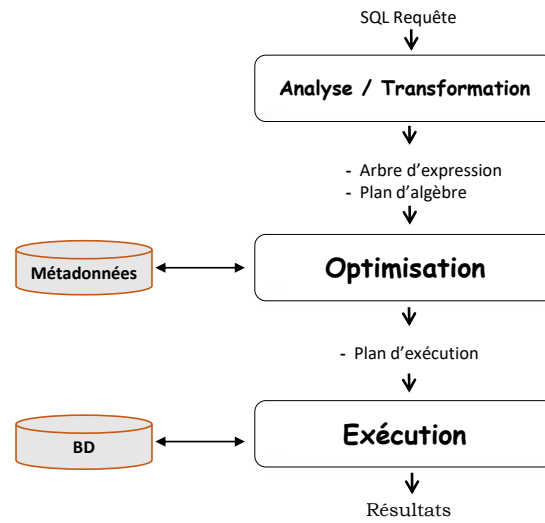 SQL Requête
Analyse / Transformation
- Arbre d'expression
- Plan d'algèbre
Métadonnées
Optimisation
- Plan d'exécution
BD
Exécution
Résultats